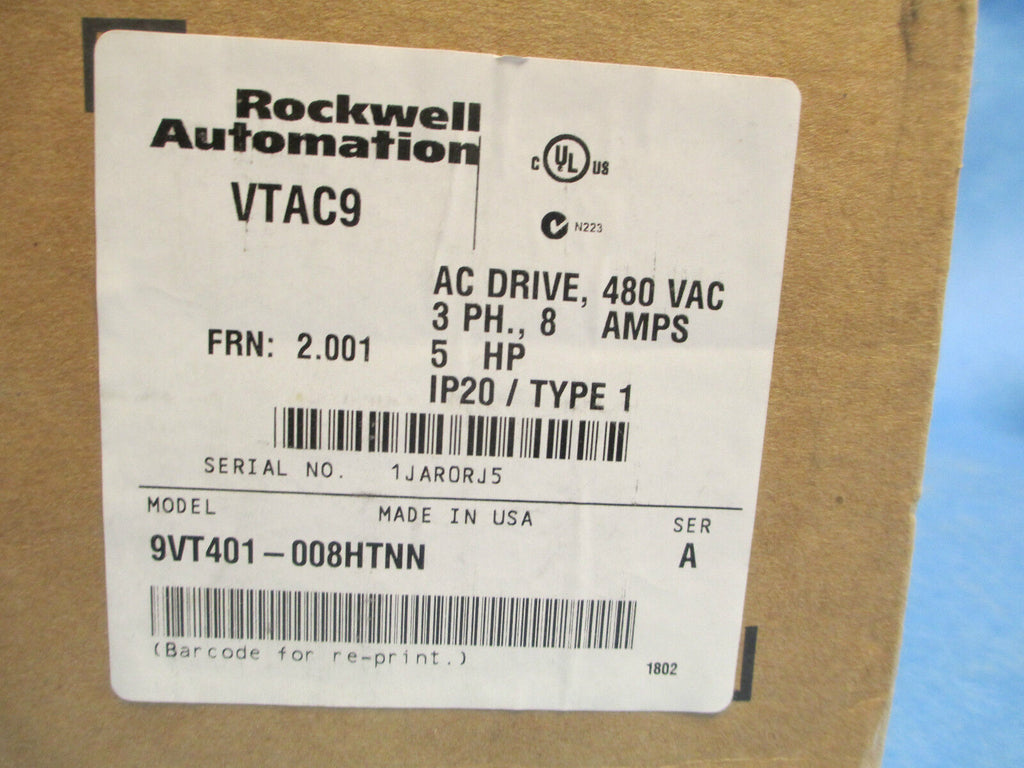 Rockwell
Automation
VTAC9
C UL US
N223
AC DRIVE, 480 VAC
3 PH., 8 AMPS
FRN: 2.001
5 HP
IP20 / TYPE 1
SERIAL NO. 1JARORJ5
MODEL
MADE IN USA
SER
9VT401-008HTNN
A
(Barcode for re-print.)
1802